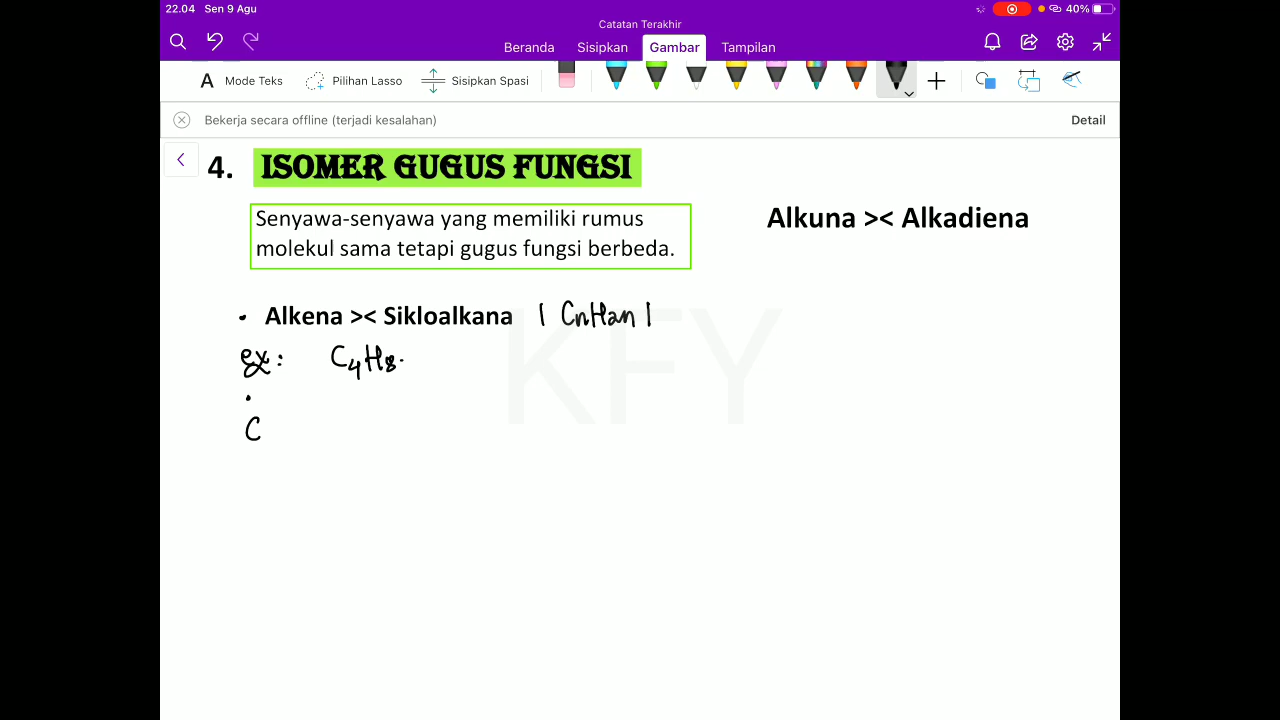 22.04 Sen 9 Agu
40%
Catatan Terakhir
Beranda Sisipkan Gambar Tampilan
A Mode Teks Pilihan Lasso Sisipkan Spasi
Bekerja secara offline (terjadi kesalahan) Detail
4. ISOMER GUGUS FUNGSI
Senyawa-senyawa yang memiliki rumus
molekul sama tetapi gugus fungsi berbeda.
Alkuna >< Alkadiena
• Alkena >< Sikloalkana | CnH2n |
ex: C4H8.
C
KFY